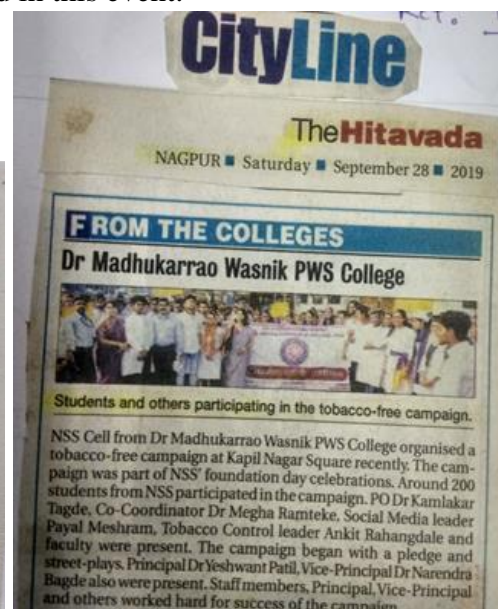 in this event.
CityLine
TheHitavada
NAGPUR ■ Saturday ■ September 28 ■ 2019
FROM THE COLLEGES
Dr Madhukarrao Wasnik PWS College
Students and others participating in the tobacco-free campaign.
NSS Cell from Dr Madhukarrao Wasnik PWS College organised a
tobacco-free campaign at Kapil Nagar Square recently. The cam-
paign was part of NSS' foundation day celebrations. Around 200
students from NSS participated in the campaign. PO Dr Kamlakar
Tagde, Co-Coordinator Dr Megha Ramteke, Social Media leader
Payal Meshram, Tobacco Control leader Ankit Rahangdale and
faculty were present. The campaign began with a pledge and
street-plays. Principal Dr Yeshwant Patil, Vice-Principal Dr Narendra
Bagde also were present. Staff members, Principal, Vice-Principal
and others worked hard for success of the campaign.